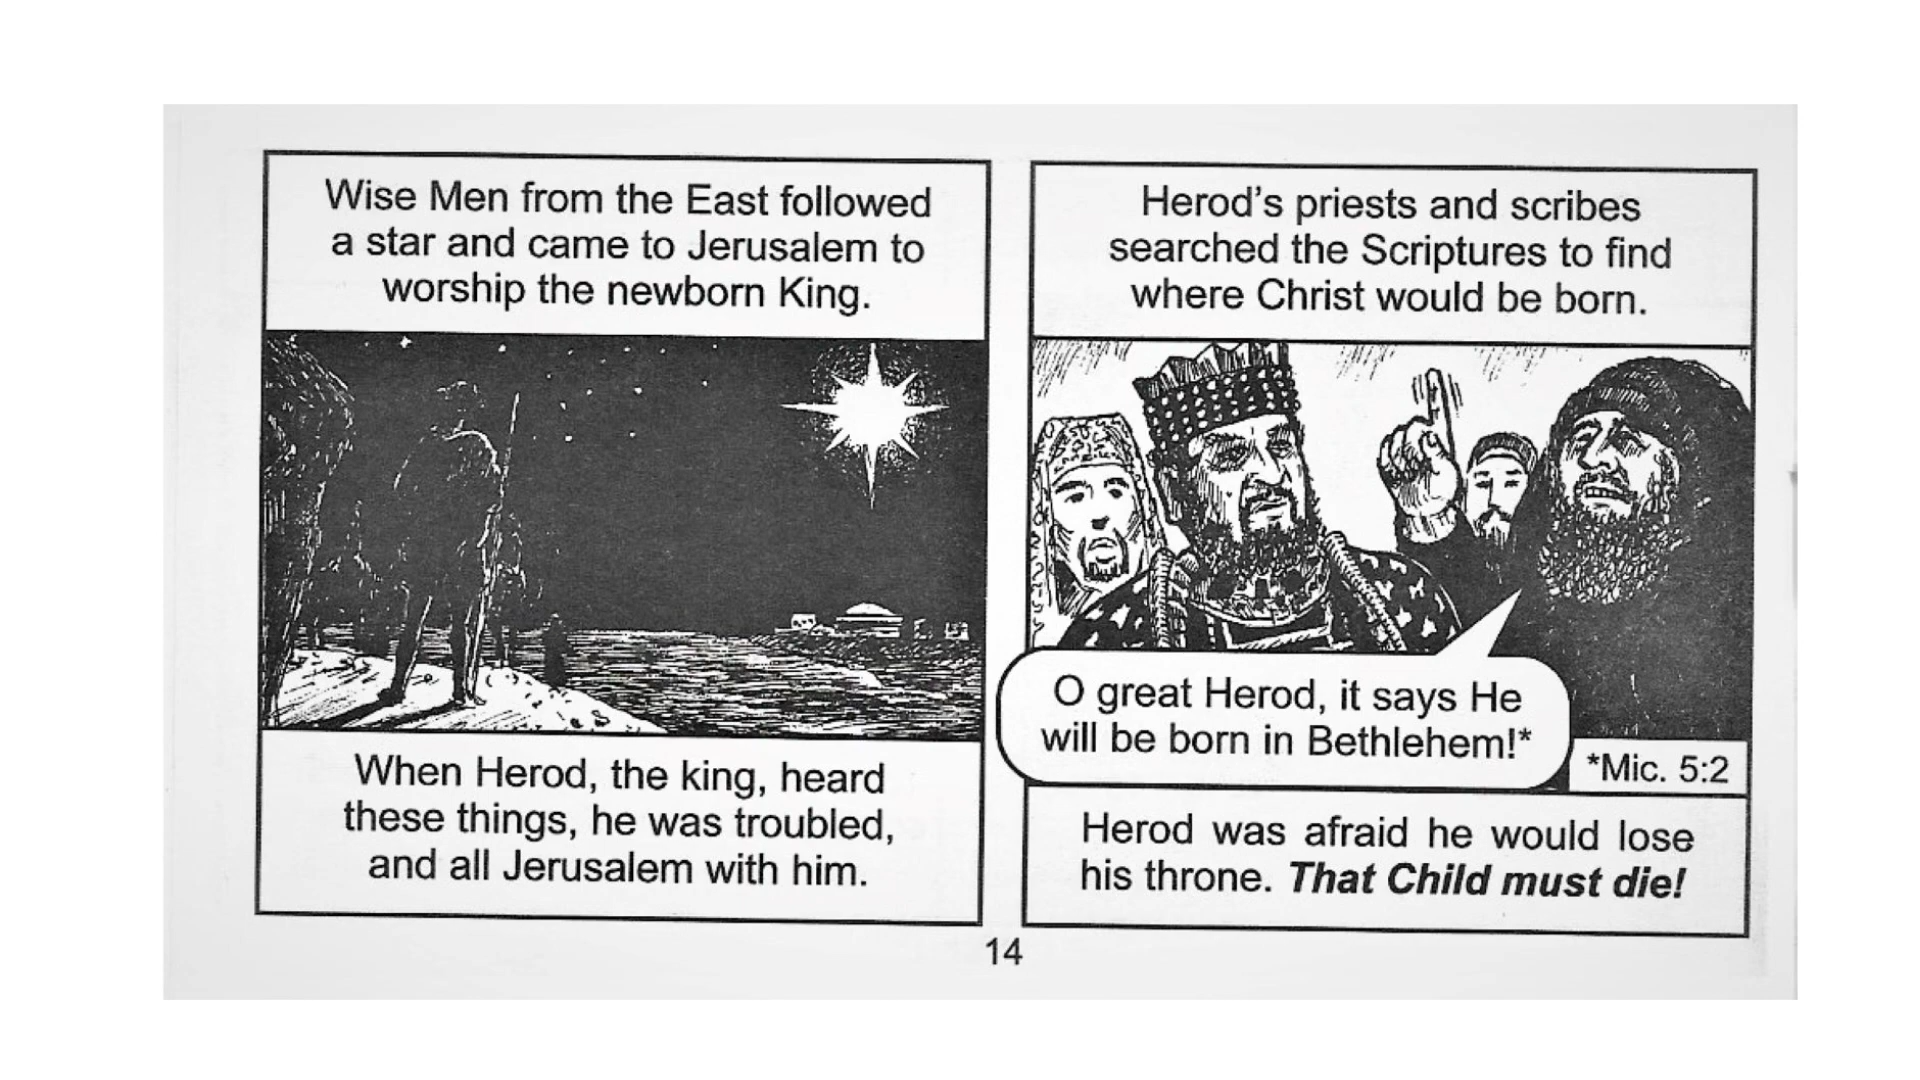 Wise Men from the East followed
a star and came to Jerusalem to
worship the newborn King.
When Herod, the king, heard
these things, he was troubled,
and all Jerusalem with him.
Herod's priests and scribes
searched the Scriptures to find
where Christ would be born.
O great Herod, it says He
will be born in Bethlehem!*
*Mic. 5:2
Herod was afraid he would lose
his throne. That Child must die!
14